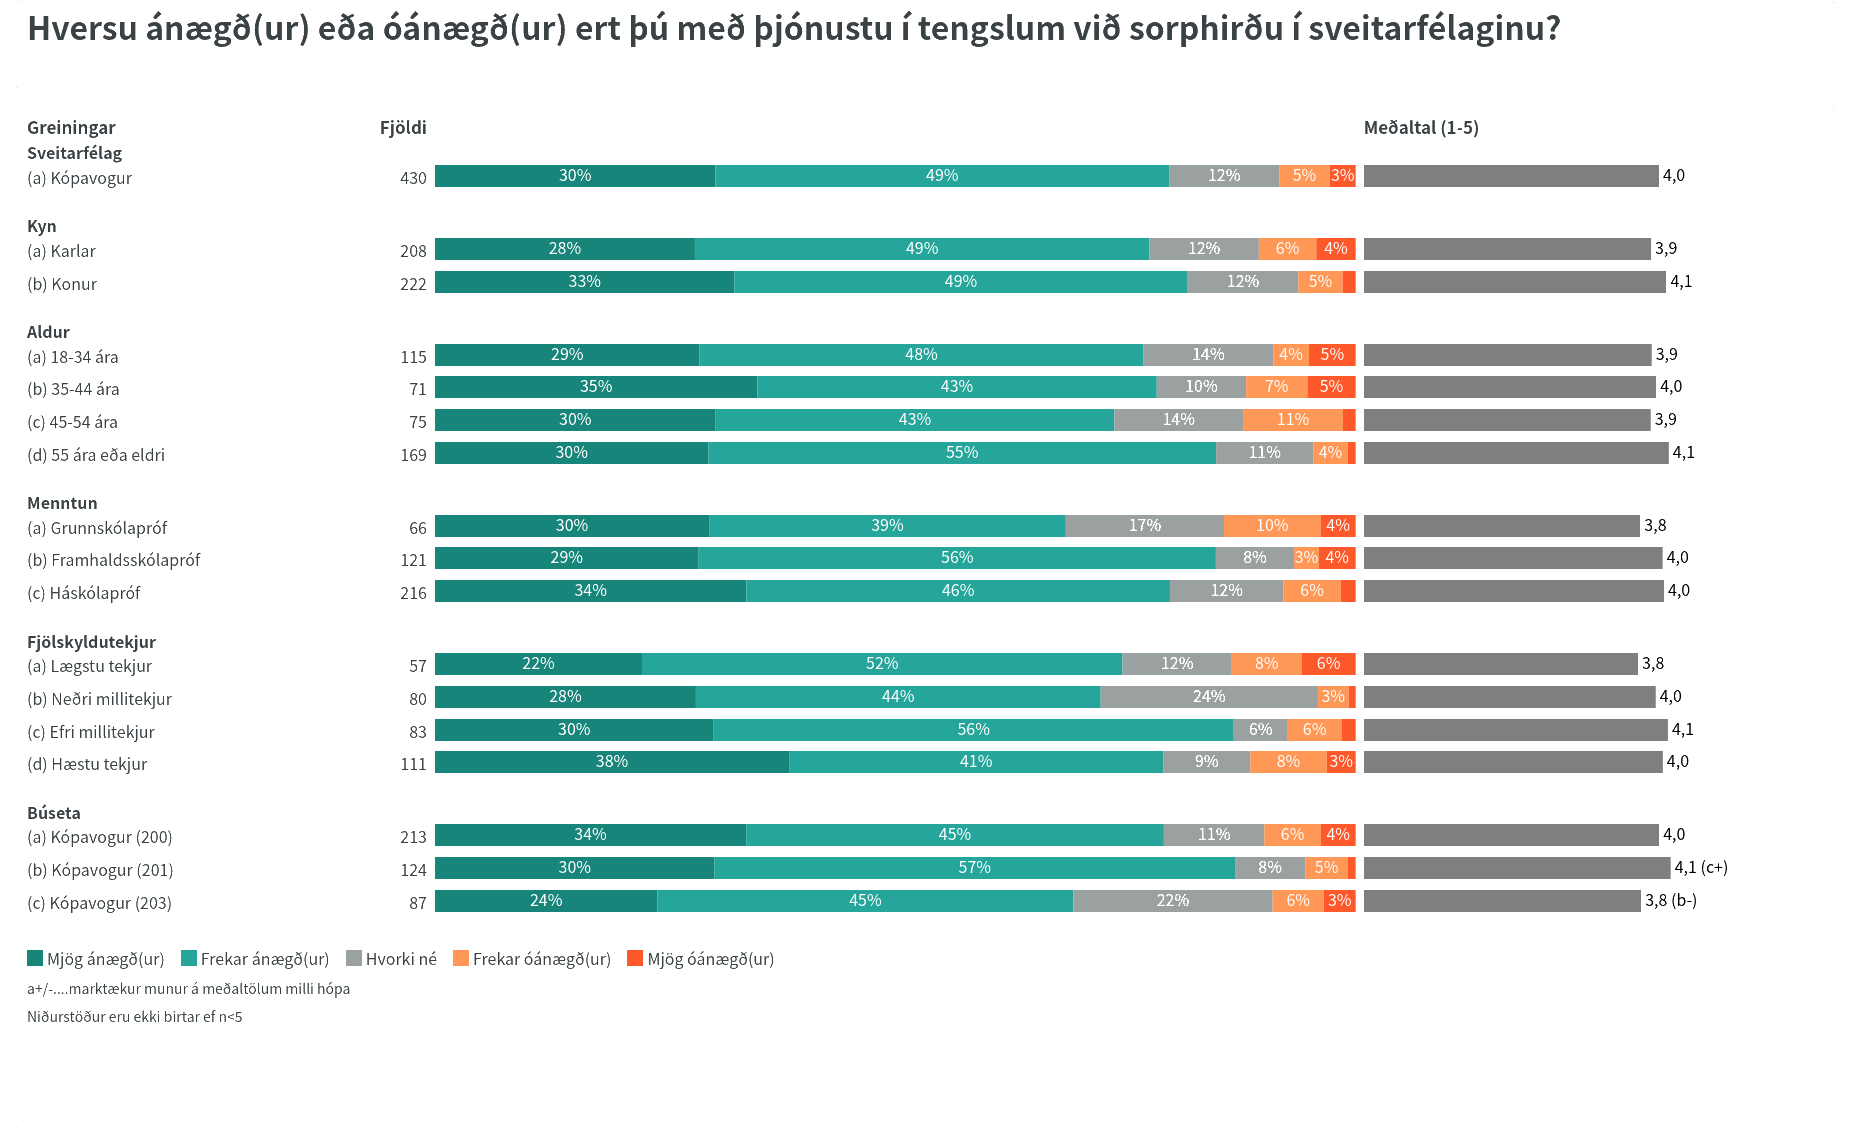 Hversu ánægð(ur) eða óánægð(ur) ert þú með þjónustu í tengslum við sorphirðu í sveitarfélaginu?
Greiningar Fjöldi Meðaltal (1-5)
Sveitarfélag
(a) Kópavogur 430 30% 49% 12% 5% 3% 4,0
Kyn
(a) Karlar 208 28% 49% 12% 6% 4% 3,9
(b) Konur 222 33% 49% 12% 5% 4,1
Aldur
(a) 18-34 ára 115 29% 48% 14% 4% 5% 3,9
(b) 35-44 ára 71 35% 43% 10% 7% 5% 4,0
(c) 45-54 ára 75 30% 43% 14% 11% 3,9
(d) 55 ára eða eldri 169 30% 55% 11% 4% 4,1
Menntun
(a) Grunnskólapróf 66 30% 39% 17% 10% 4% 3,8
(b) Framhaldsskólapróf 121 29% 56% 8% 3% 4% 4,0
(c) Háskólapróf 216 34% 46% 12% 6% 4,0
Fjölskyldutekjur
(a) Lægstu tekjur 57 22% 52% 12% 8% 6% 3,8
(b) Neðri millitekjur 80 28% 44% 24% 3% 4,0
(c) Efri millitekjur 83 30% 56% 6% 6% 4,1
(d) Hæstu tekjur 111 38% 41% 9% 8% 3% 4,0
Búseta
(a) Kópavogur (200) 213 34% 45% 11% 6% 4% 4,0
(b) Kópavogur (201) 124 30% 57% 8% 5% 4,1 (c+)
(c) Kópavogur (203) 87 24% 45% 22% 6% 3% 3,8 (b-)
Mjög ánægð(ur) Frekar ánægð(ur) Hvorki né Frekar óánægð(ur) Mjög óánægð(ur)
a+/-....marktækur munur á meðaltölum milli hópa
Niðurstöður eru ekki birtar ef n<5